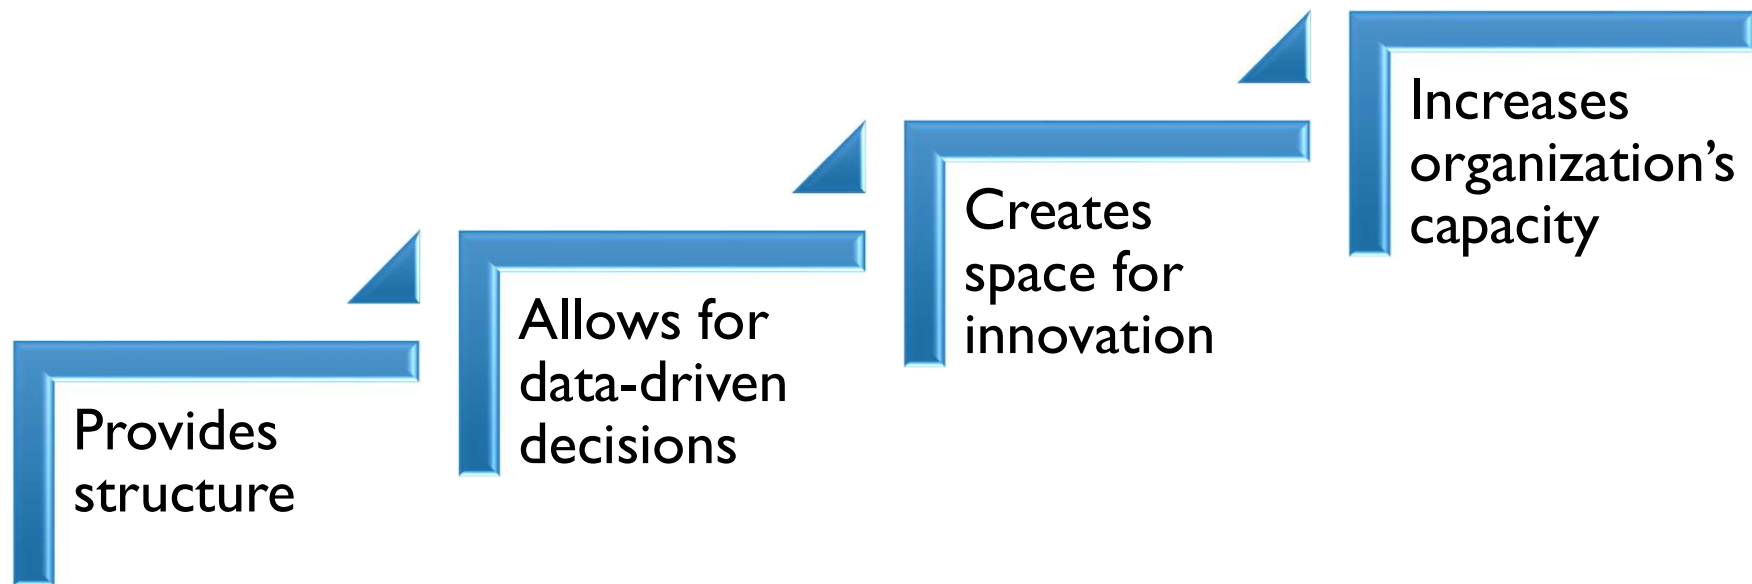 Provides
structure
Allows for
data-driven
decisions
Creates
space for
innovation
Increases
organization’s
capacity